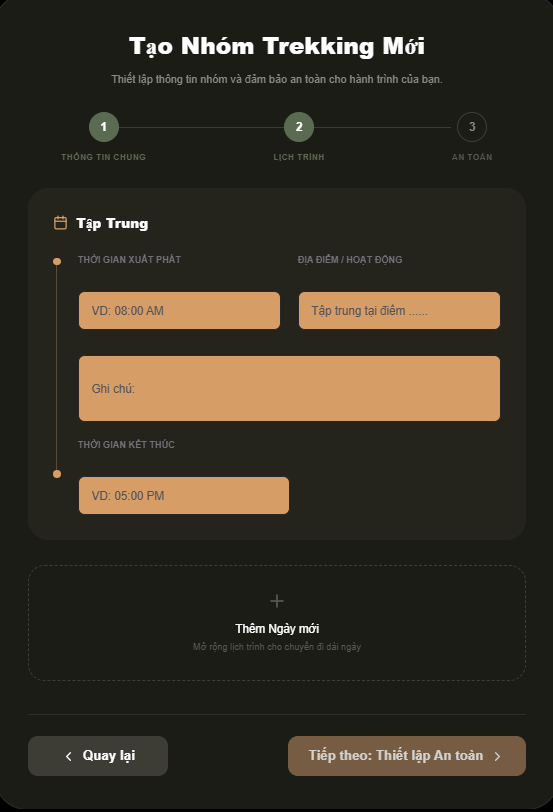 Tạo Nhóm Trekking Mới
Thiết lập thông tin nhóm và đảm bảo an toàn cho hành trình của bạn.
1 2 3
THÔNG TIN CHUNG LỊCH TRÌNH AN TOÀN
Tập Trung
THỜI GIAN XUẤT PHÁT ĐỊA ĐIỂM / HOẠT ĐỘNG
VD: 08:00 AM Tập trung tại điểm ......
Ghi chú:
THỜI GIAN KẾT THÚC
VD: 05:00 PM
Thêm Ngày mới
Mở rộng lịch trình cho chuyến đi dài ngày
Quay lại Tiếp theo: Thiết lập An toàn